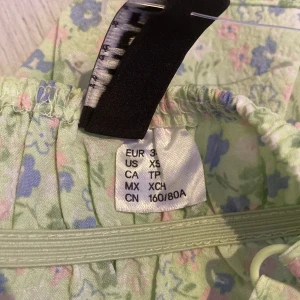 EUR 3
US XS
CA TP
MX XCH
CN 160/80A